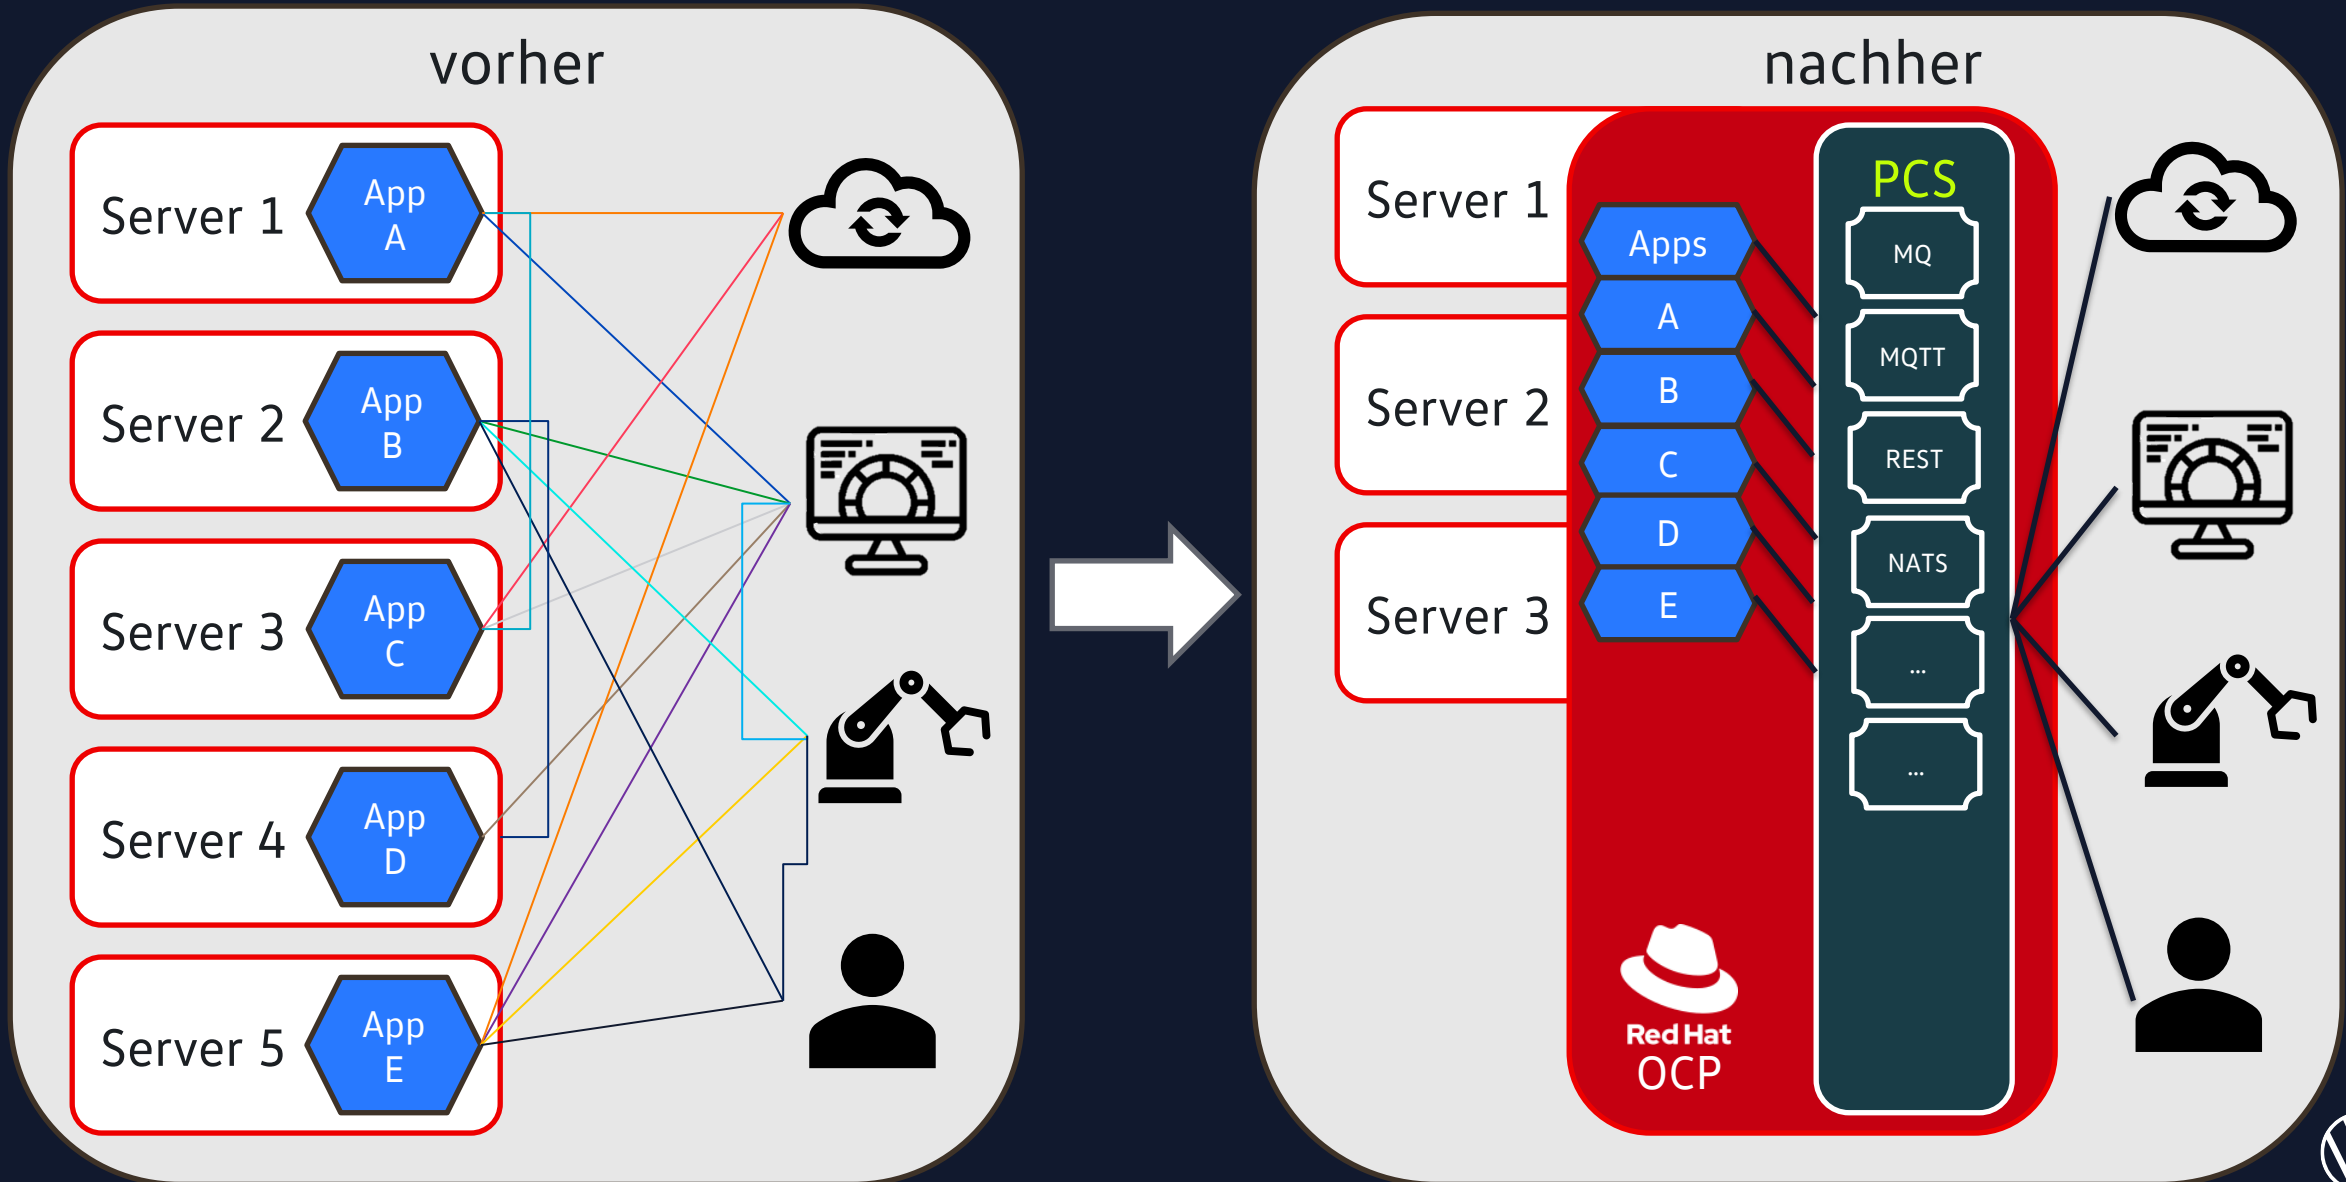 vorher
Server 1
App
A
Server 2
App
B
Server 3
App
C
Server 4
App
D
Server 5
App
E
nachher
Server 1
Server 2
Server 3
Apps
A
B
C
D
E
Red Hat
OCP
PCS
MQ
MQTT
REST
NATS
...
...